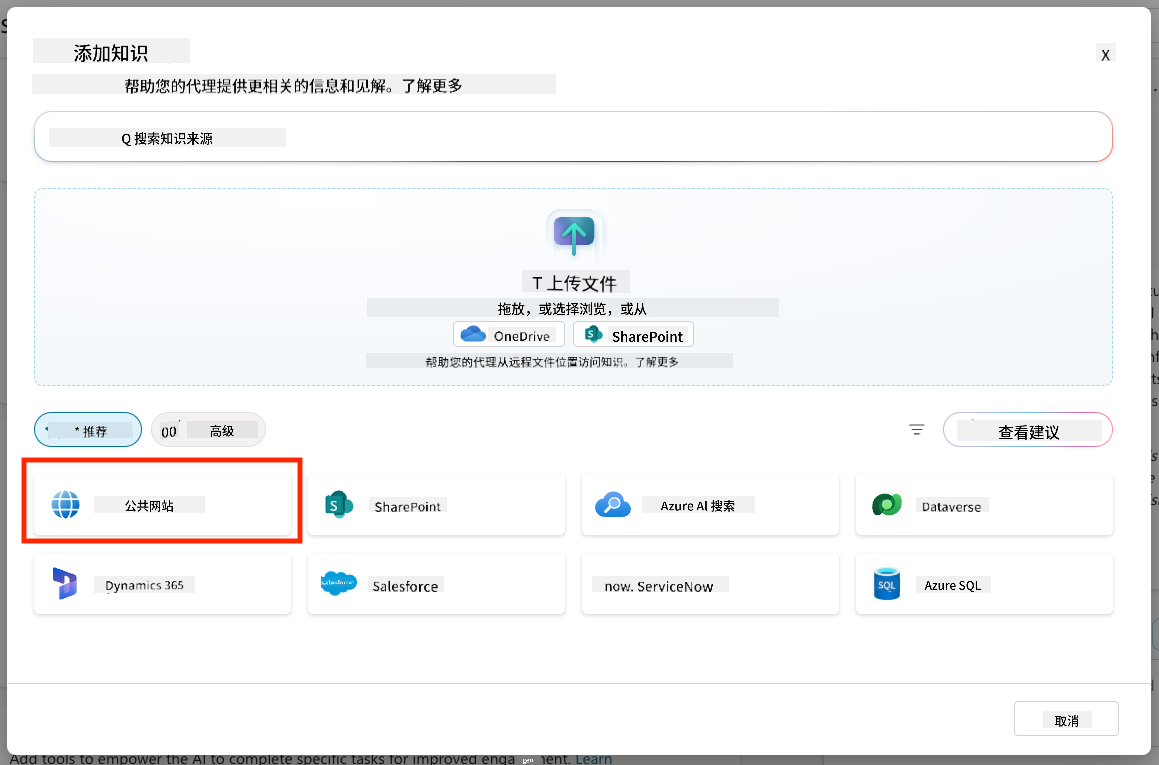 添加知识
X
帮助您的代理提供更相关的信息和见解。了解更多
Q 搜索知识来源
T 上传文件
拖放，或选择浏览，或从
OneDrive
SharePoint
帮助您的代理从远程文件位置访问知识。了解更多
* 推荐
00 高级
查看建议
公共网站
S SharePoint
Azure AI 搜索
Dataverse
Dynamics 365
salesforce Salesforce
now. ServiceNow
SQL Azure SQL
取消
Add tools to empower the AI to complete specific tasks for improved enga gen nent. Learn